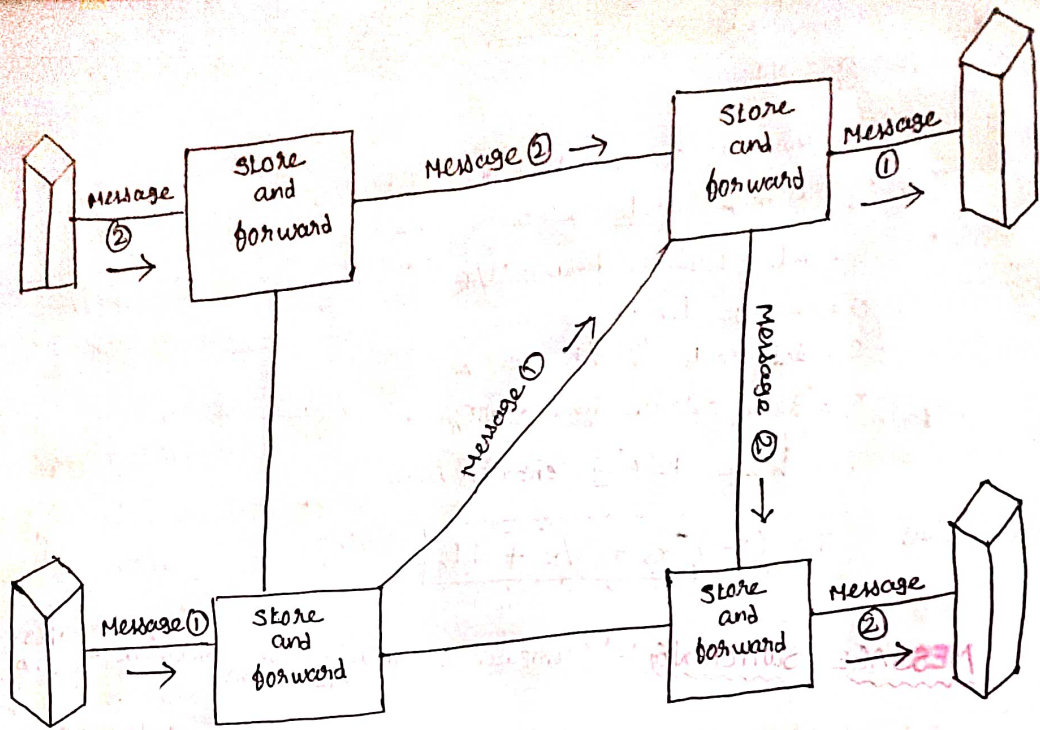 Store
and
forward
Message
①
Store
and
forward
Message ②
Message
②
Message ①
Message
②
Store
and
forward
Message
②
Store
and
forward
Message ①